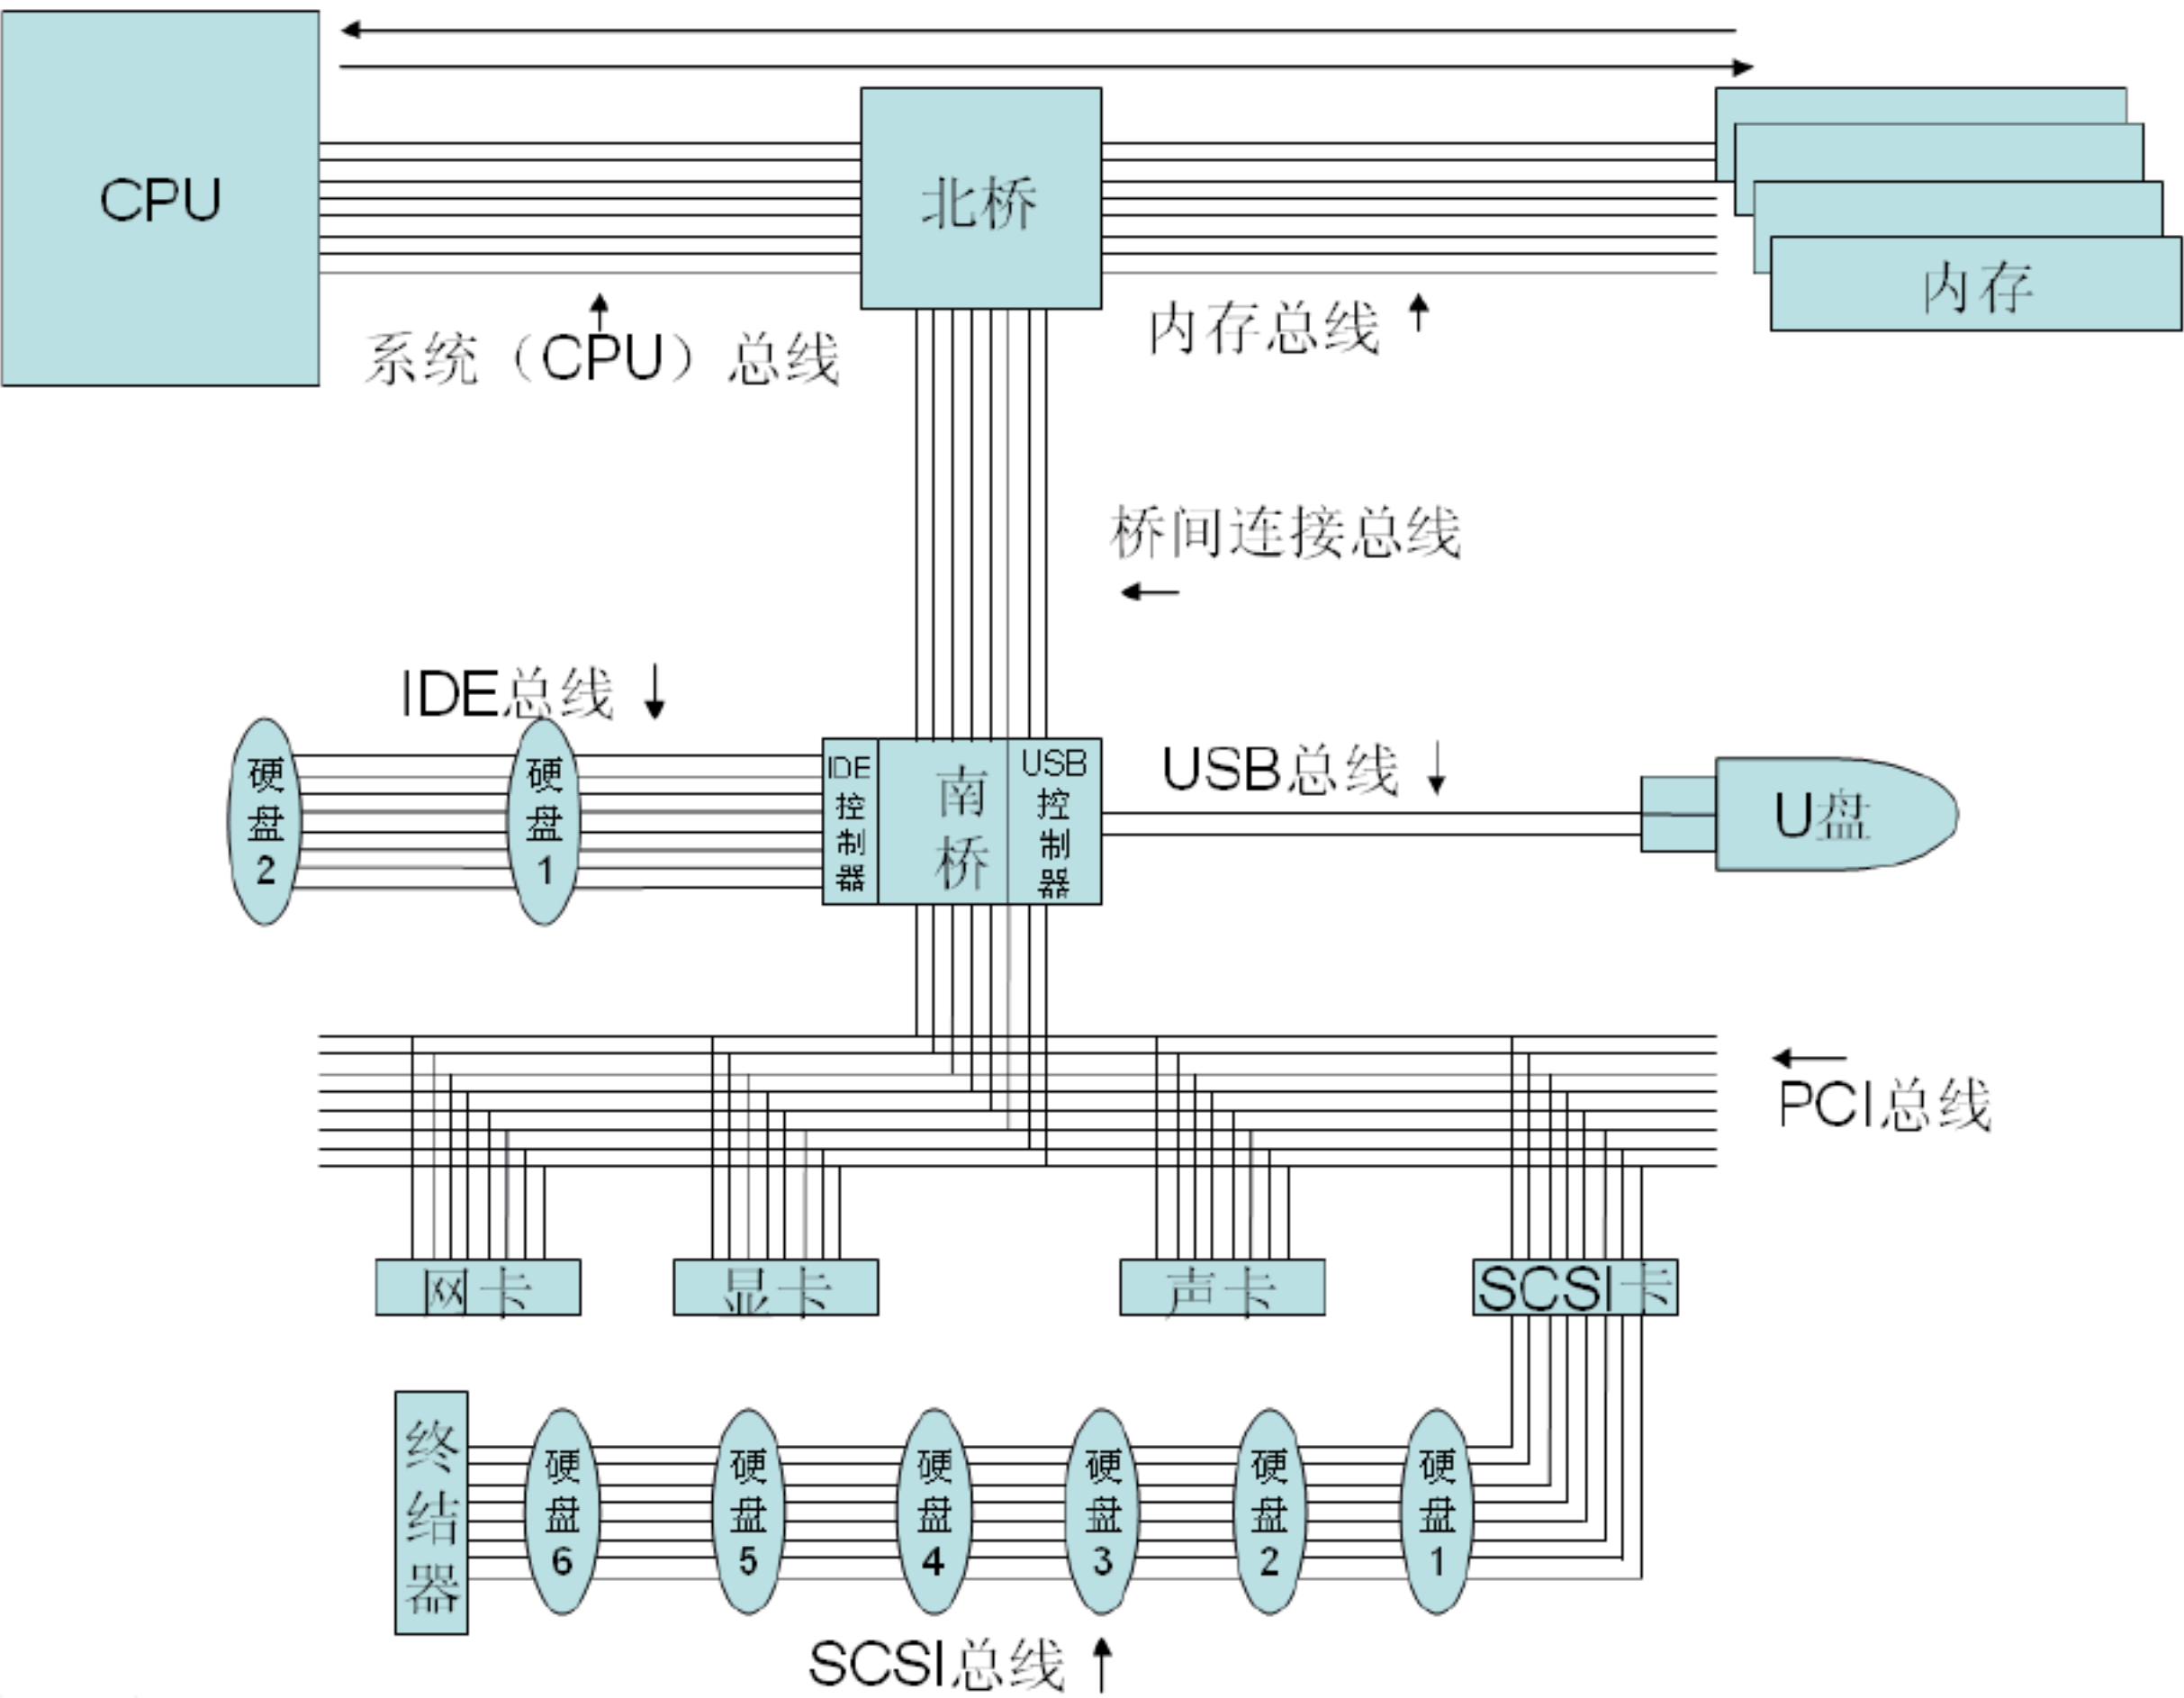 CPU
北桥
内存
系统（CPU）总线
内存总线
桥间连接总线
IDE总线
硬盘2
硬盘1
IDE控制器
南桥
USB控制器
USB总线
U盘
PCI总线
网卡
显卡
声卡
SCSI卡
终结器
硬盘6
硬盘5
硬盘4
硬盘3
硬盘2
硬盘1
SCSI总线